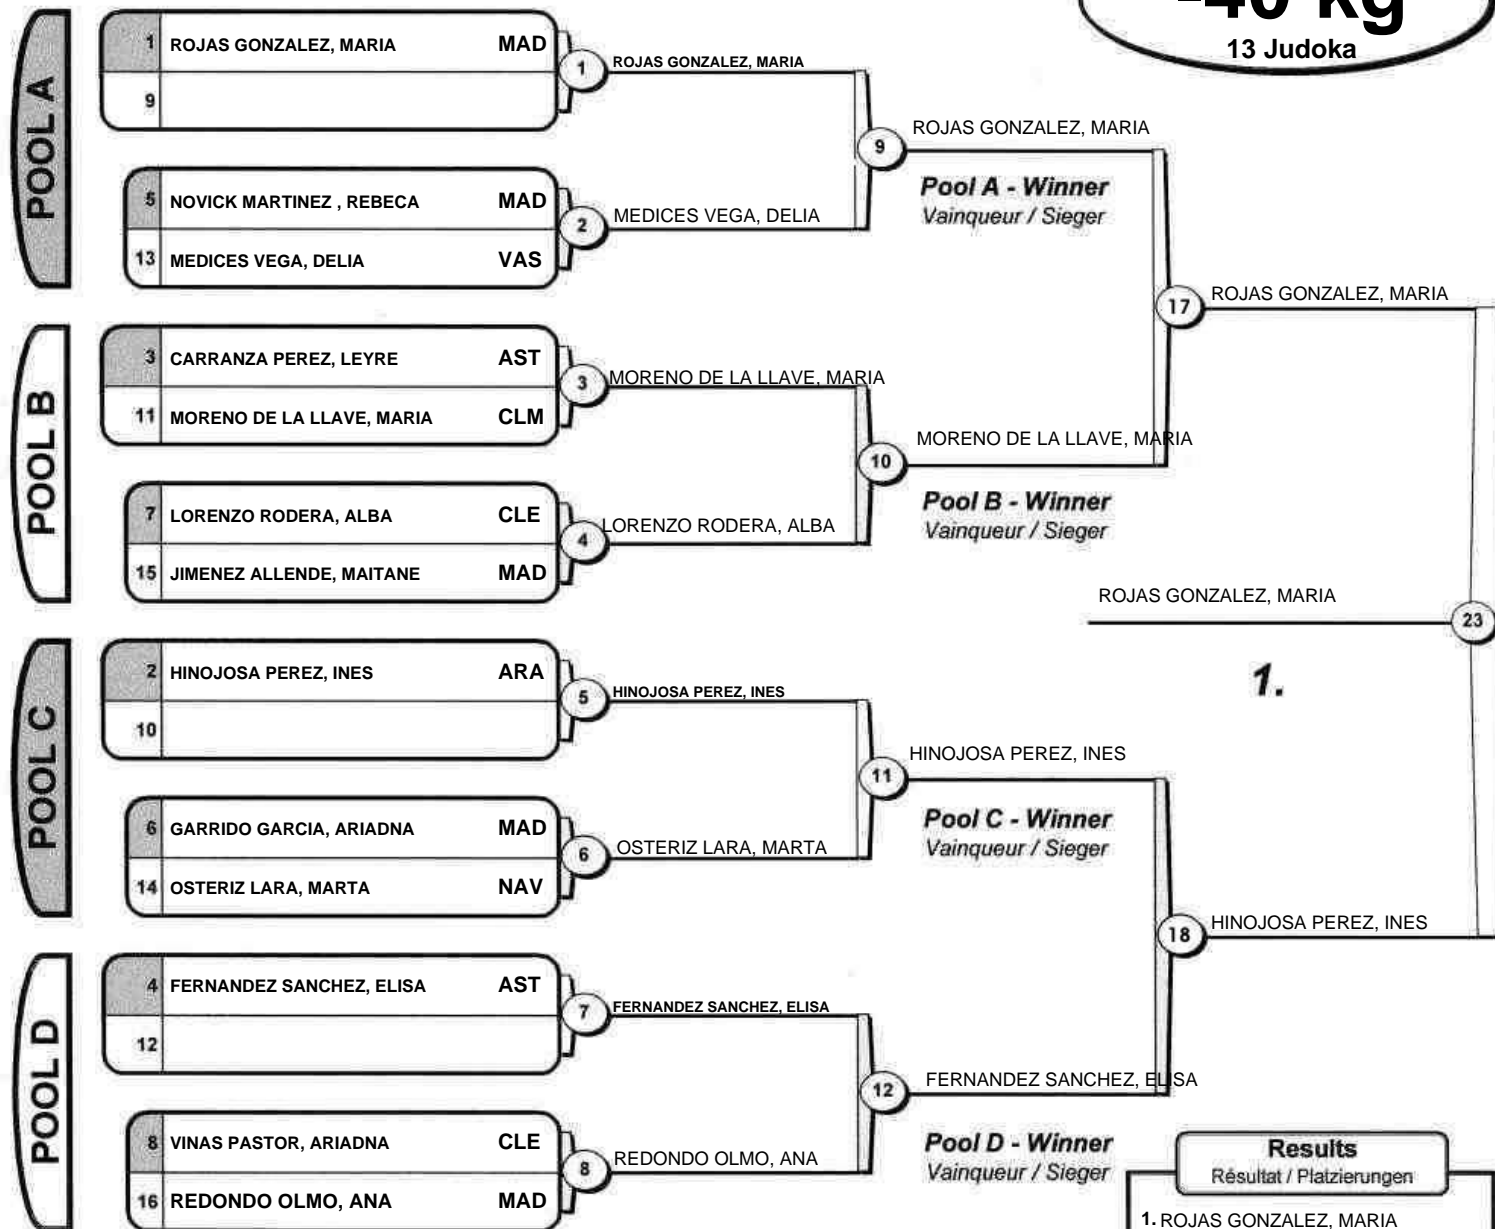 -40 kg
13 Judoka
POOL A
1 ROJAS GONZALEZ, MARIA MAD
9
1 ROJAS GONZALEZ, MARIA
5 NOVICK MARTINEZ , REBECA MAD
13 MEDICES VEGA, DELIA VAS
2 MEDICES VEGA, DELIA
9 ROJAS GONZALEZ, MARIA
Pool A - Winner
Vainqueur / Sieger
POOL B
3 CARRANZA PEREZ, LEYRE AST
11 MORENO DE LA LLAVE, MARIA CLM
3 MORENO DE LA LLAVE, MARIA
7 LORENZO RODERA, ALBA CLE
15 JIMENEZ ALLENDE, MAITANE MAD
4 LORENZO RODERA, ALBA
10 MORENO DE LA LLAVE, MARIA
Pool B - Winner
Vainqueur / Sieger
17 ROJAS GONZALEZ, MARIA
ROJAS GONZALEZ, MARIA 23
1.
POOL C
2 HINOJOSA PEREZ, INES ARA
10
5 HINOJOSA PEREZ, INES
6 GARRIDO GARCIA, ARIADNA MAD
14 OSTERIZ LARA, MARTA NAV
6 OSTERIZ LARA, MARTA
11 HINOJOSA PEREZ, INES
Pool C - Winner
Vainqueur / Sieger
18 HINOJOSA PEREZ, INES
POOL D
4 FERNANDEZ SANCHEZ, ELISA AST
12
7 FERNANDEZ SANCHEZ, ELISA
8 VINAS PASTOR, ARIADNA CLE
16 REDONDO OLMO, ANA MAD
8 REDONDO OLMO, ANA
12 FERNANDEZ SANCHEZ, ELISA
Pool D - Winner
Vainqueur / Sieger
Results
Résultat / Platzierungen
1. ROJAS GONZALEZ, MARIA